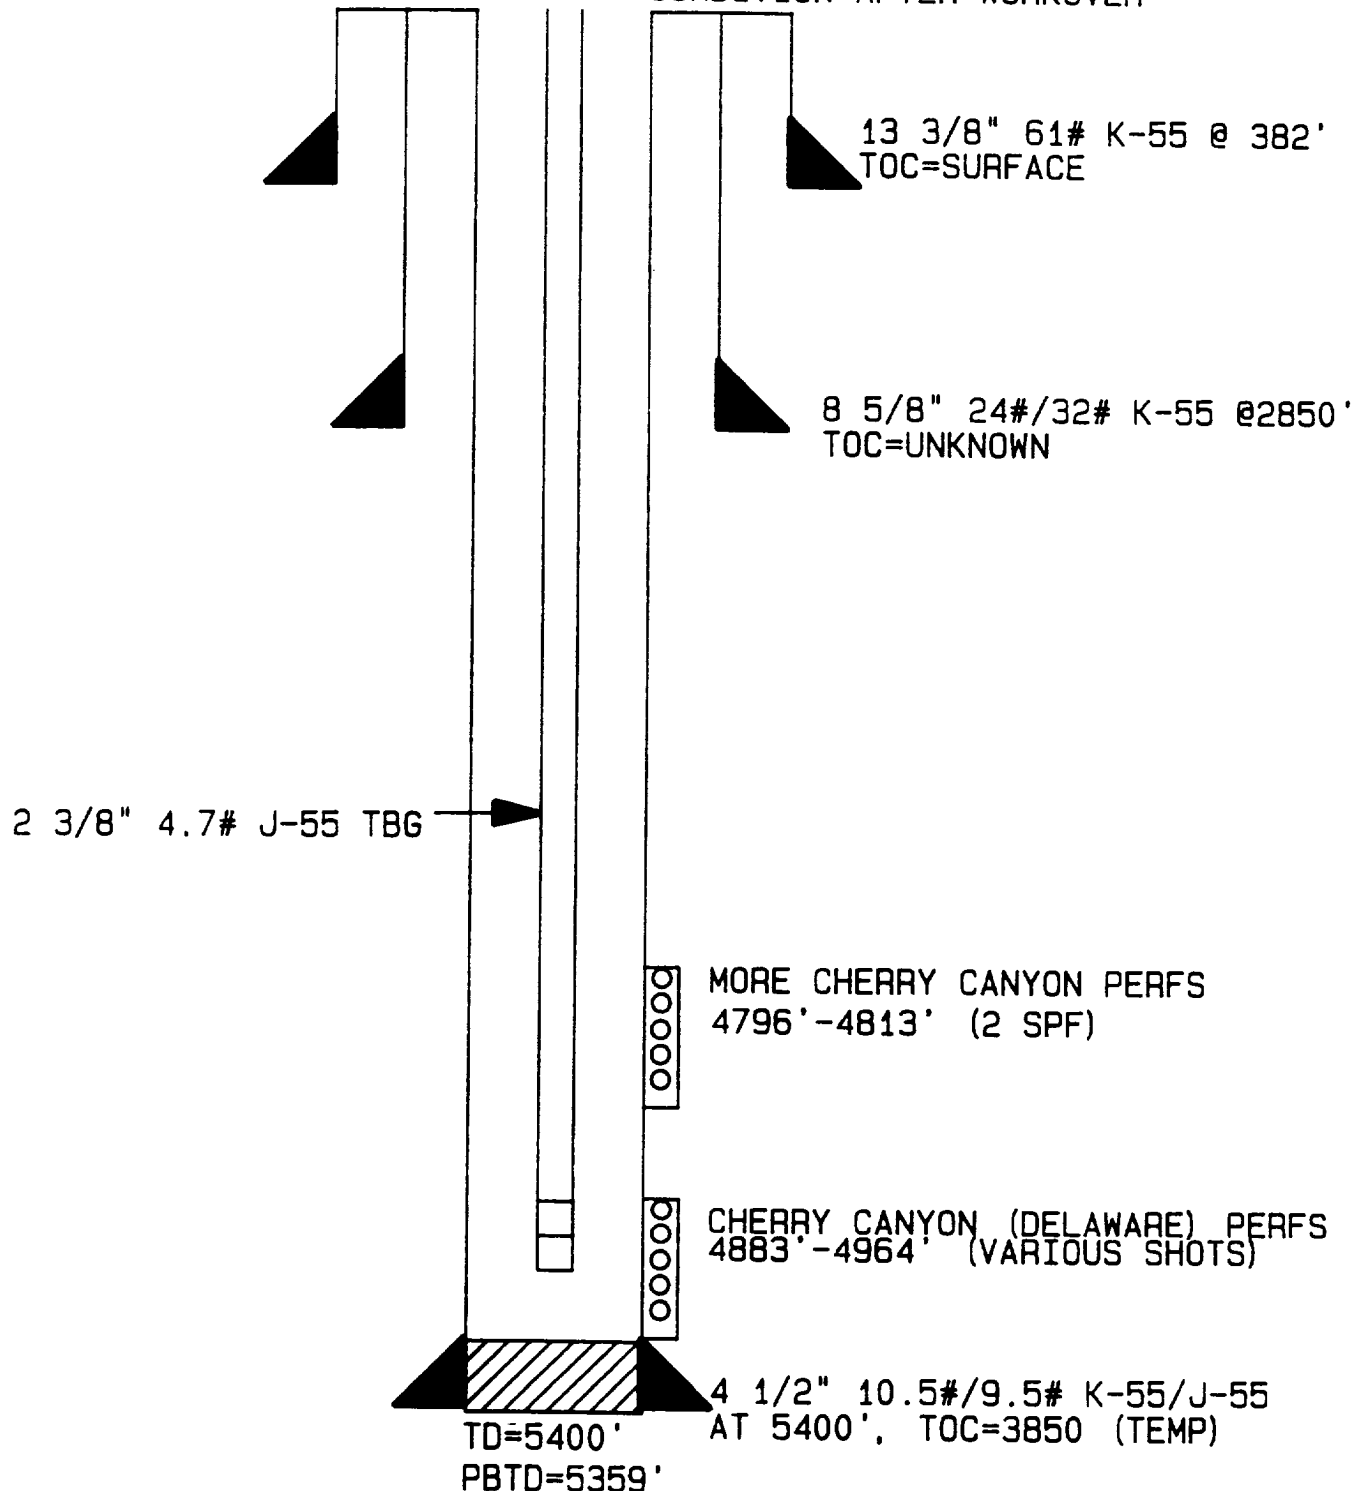 13 3/8" 61# K-55 @ 382'
TOC=SURFACE
8 5/8" 24#/32# K-55 @2850'
TOC=UNKNOWN
2 3/8" 4.7# J-55 TBG
MORE CHERRY CANYON PERFS
4796'-4813' (2 SPF)
CHERRY CANYON (DELAWARE) PERFS
4883'-4964' (VARIOUS SHOTS)
4 1/2" 10.5#/9.5# K-55/J-55
AT 5400', TOC=3850 (TEMP)
TD=5400'
PBTD=5359'